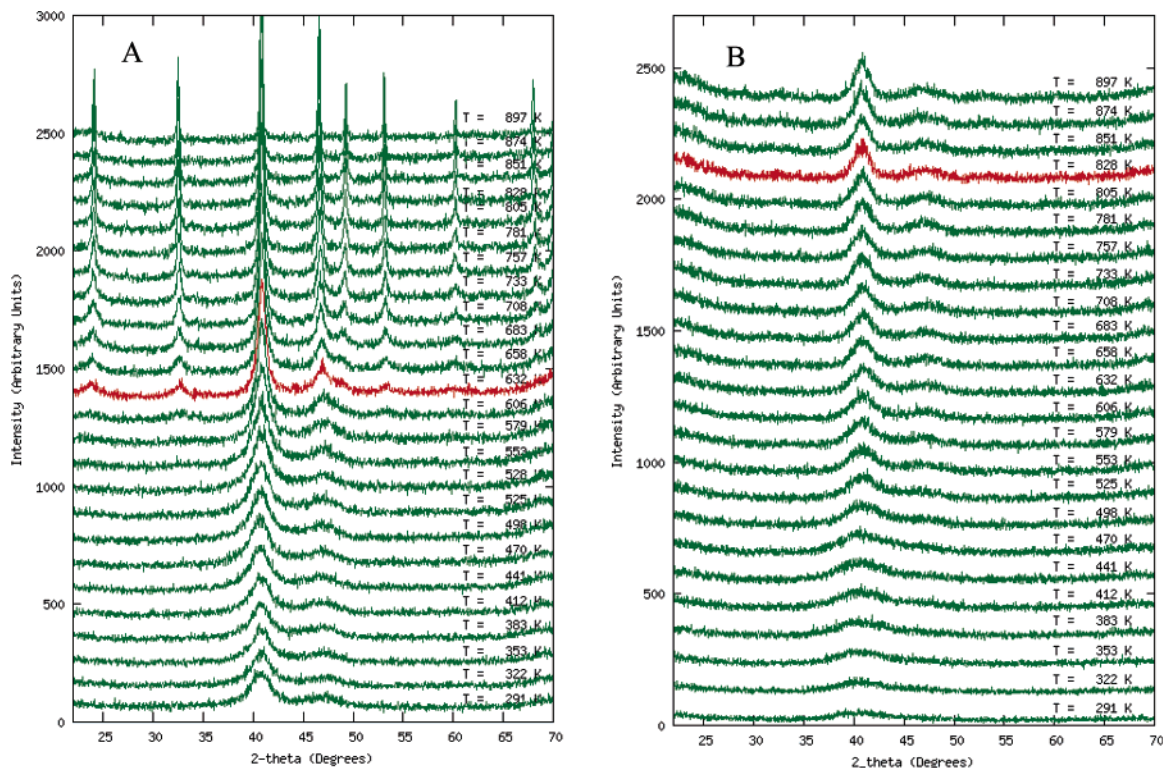 A
3000
2500
2000
1500
1000
500
0
Intensity (Arbitrary Units)
T = 897 K
T = 874 K
T = 851 K
T = 828 K
T = 805 K
T = 781 K
T = 757 K
T = 733 K
T = 708 K
T = 683 K
T = 658 K
T = 632 K
T = 606 K
T = 579 K
T = 553 K
T = 528 K
T = 525 K
T = 498 K
T = 470 K
T = 441 K
T = 412 K
T = 383 K
T = 353 K
T = 322 K
T = 291 K
25 30 35 40 45 50 55 60 65 70
2-theta (Degrees)
B
2500
2000
1500
1000
500
0
Intensity (Arbitrary Units)
T = 897 K
T = 874 K
T = 851 K
T = 828 K
T = 805 K
T = 781 K
T = 757 K
T = 733 K
T = 708 K
T = 683 K
T = 658 K
T = 632 K
T = 606 K
T = 579 K
T = 553 K
T = 525 K
T = 498 K
T = 470 K
T = 441 K
T = 412 K
T = 383 K
T = 353 K
T = 322 K
T = 291 K
25 30 35 40 45 50 55 60 65 70
2_theta (Degrees)